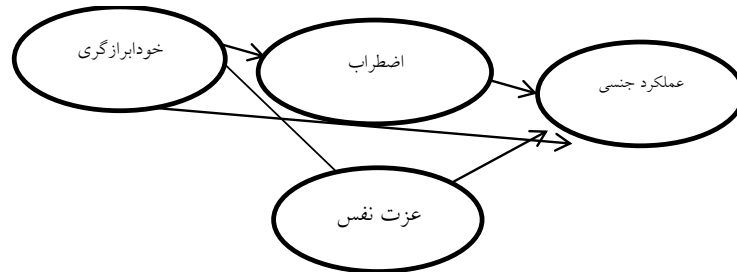 خودابرازگری
اضطراب
عملکرد جنسی
عزت نفس